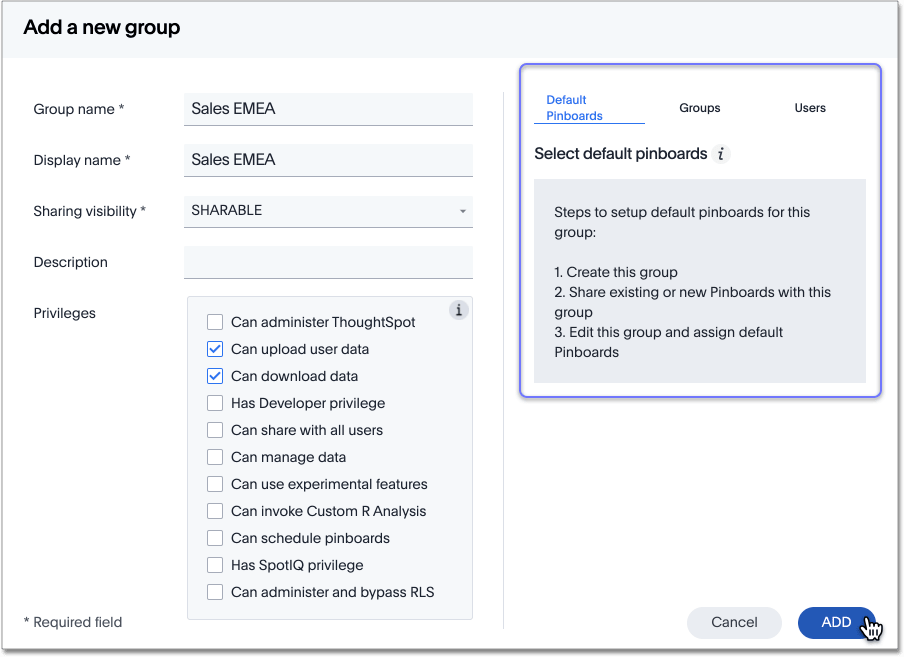 Add a new group
Group name *
Sales EMEA
Display name *
Sales EMEA
Sharing visibility *
SHARABLE
Description
Privileges
i
Can administer ThoughtSpot
Can upload user data
Can download data
Has Developer privilege
Can share with all users
Can manage data
Can use experimental features
Can invoke Custom R Analysis
Can schedule pinboards
Has SpotIQ privilege
Can administer and bypass RLS
* Required field
Default
Pinboards
Groups
Users
Select default pinboards i
Steps to setup default pinboards for this
group:
1. Create this group
2. Share existing or new Pinboards with this
group
3. Edit this group and assign default
Pinboards
Cancel
ADD